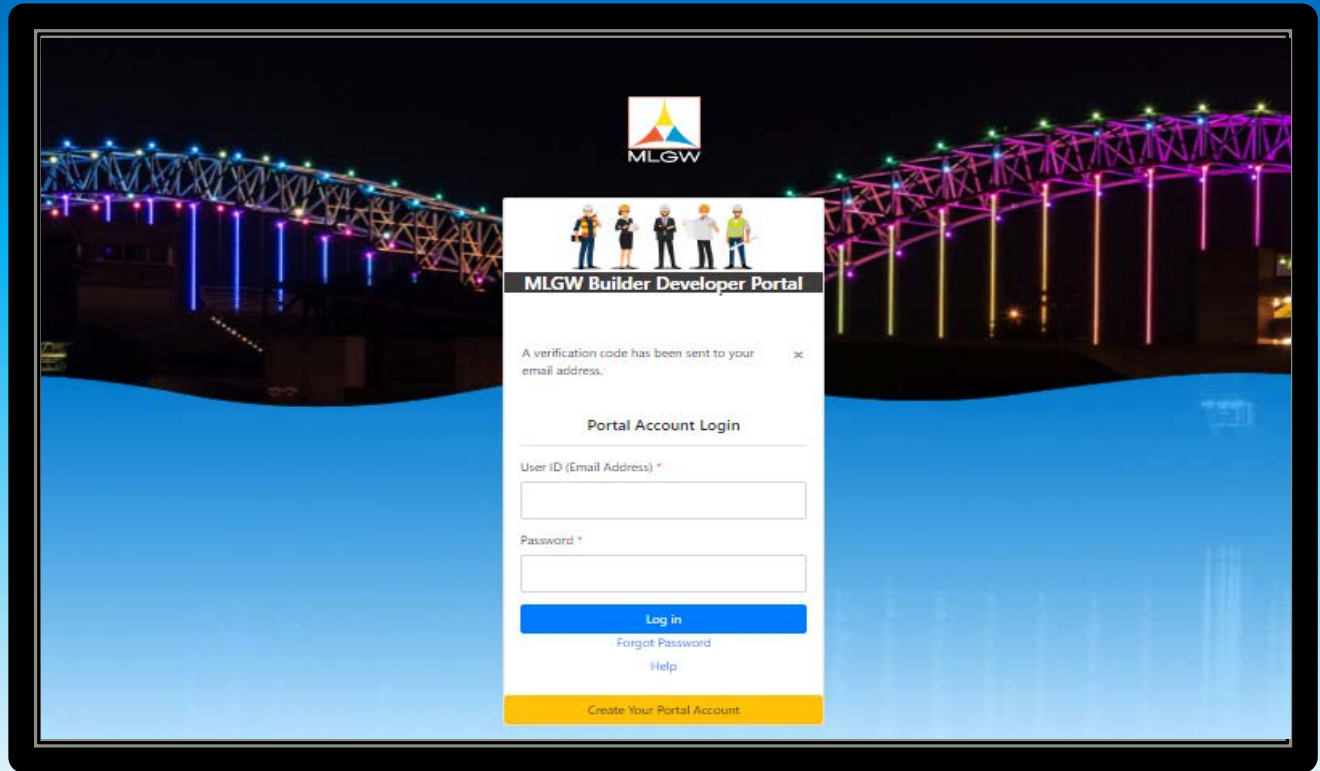 MLGW
MLGW Builder Developer Portal
A verification code has been sent to your
email address.
×
Portal Account Login
User ID (Email Address) *
Password *
Log in
Forgot Password
Help
Create Your Portal Account